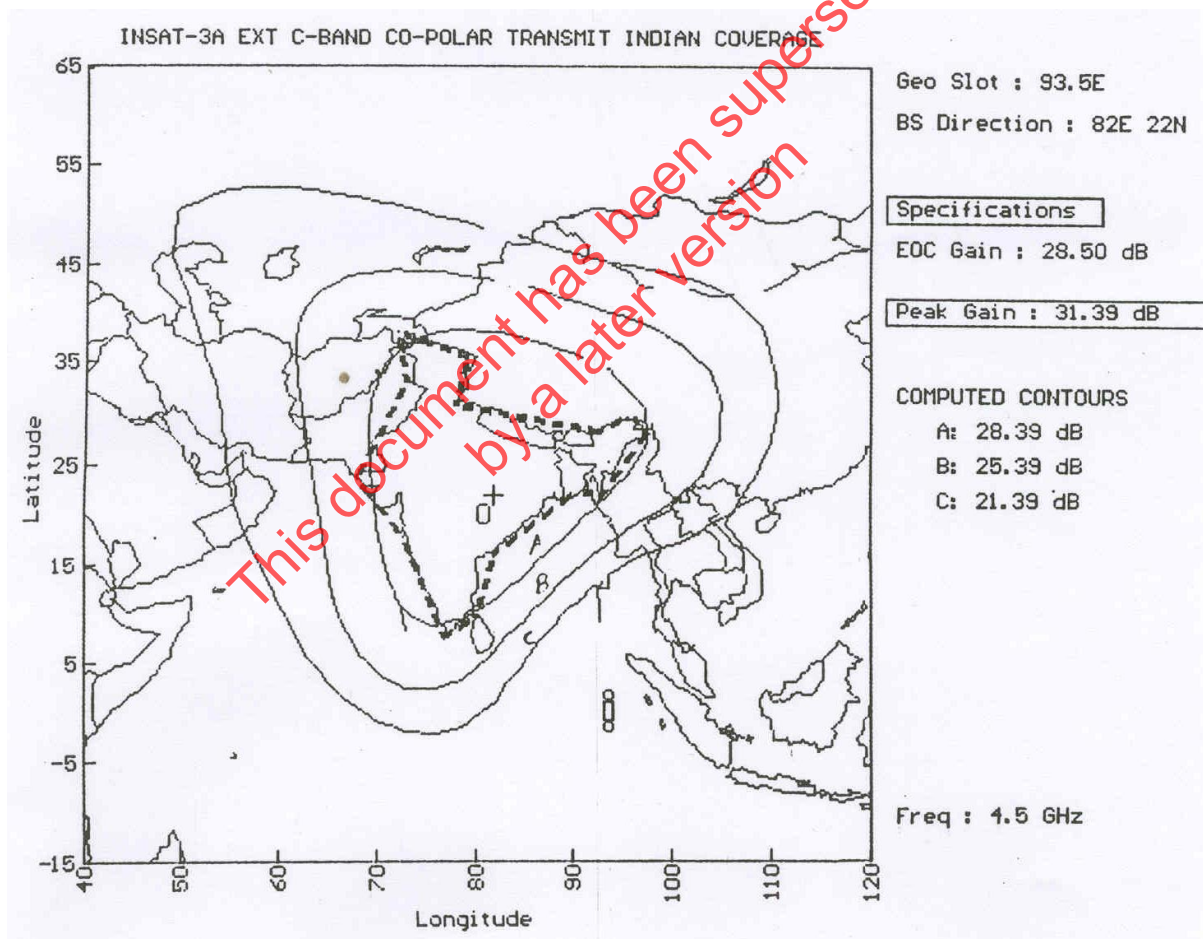 INSAT-3A EXT C-BAND CO-POLAR TRANSMIT INDIAN COVERAGE
65
55
45
35
25
15
5
-5
-15
Latitude
40
50
60
70
80
90
100
110
120
Longitude
A
B
C
Geo Slot : 93.5E
BS Direction : 82E 22N
Specifications
EOC Gain : 28.50 dB
Peak Gain : 31.39 dB
COMPUTED CONTOURS
A: 28.39 dB
B: 25.39 dB
C: 21.39 dB
Freq : 4.5 GHz
This document has been
by a later version